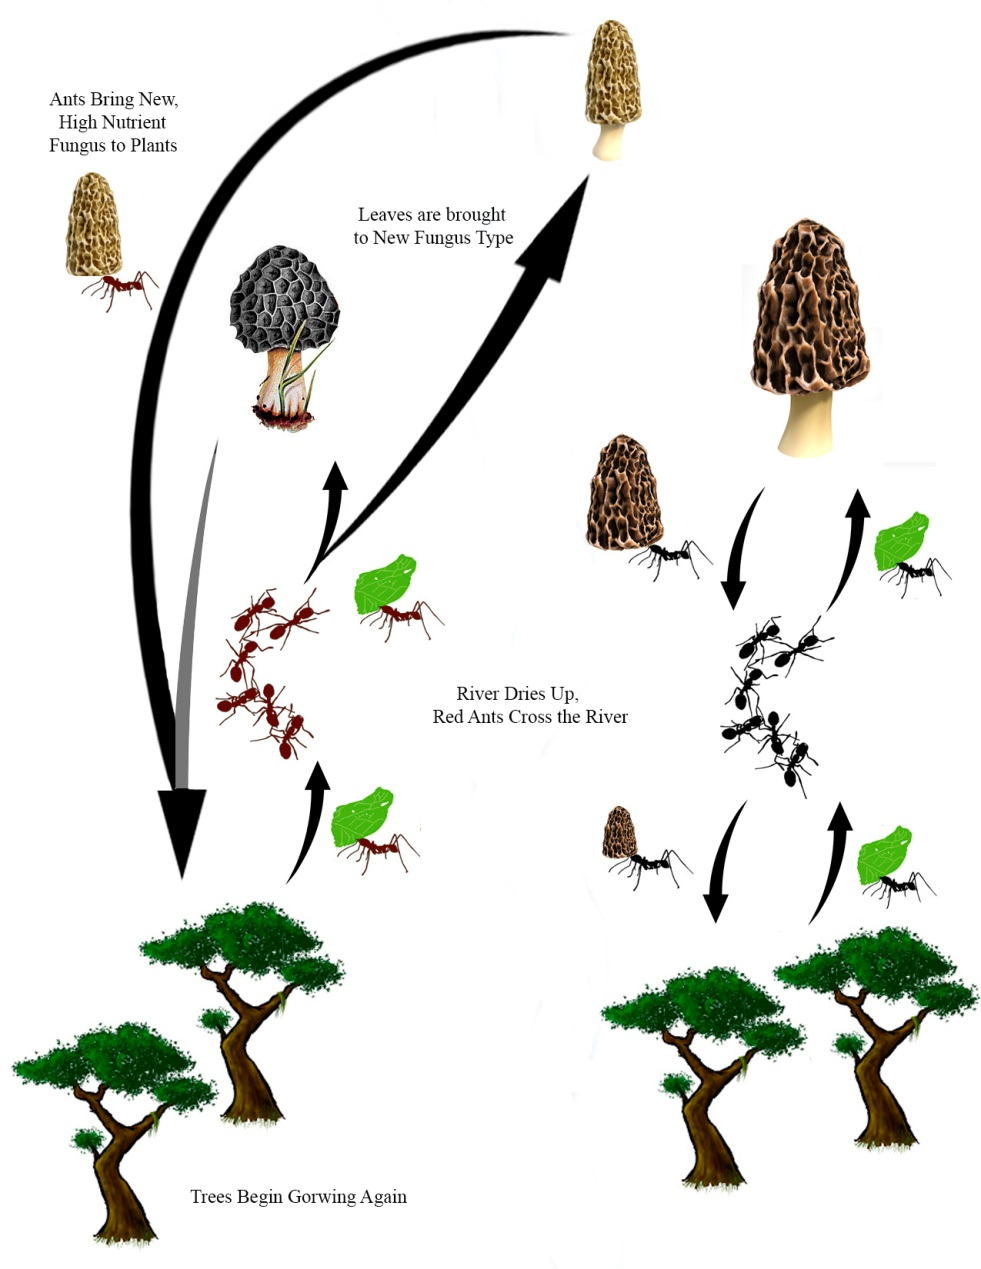 Ants Bring New,
High Nutrient
Fungus to Plants
Leaves are brought
to New Fungus Type
River Dries Up,
Red Ants Cross the River
Trees Begin Gorwing Again